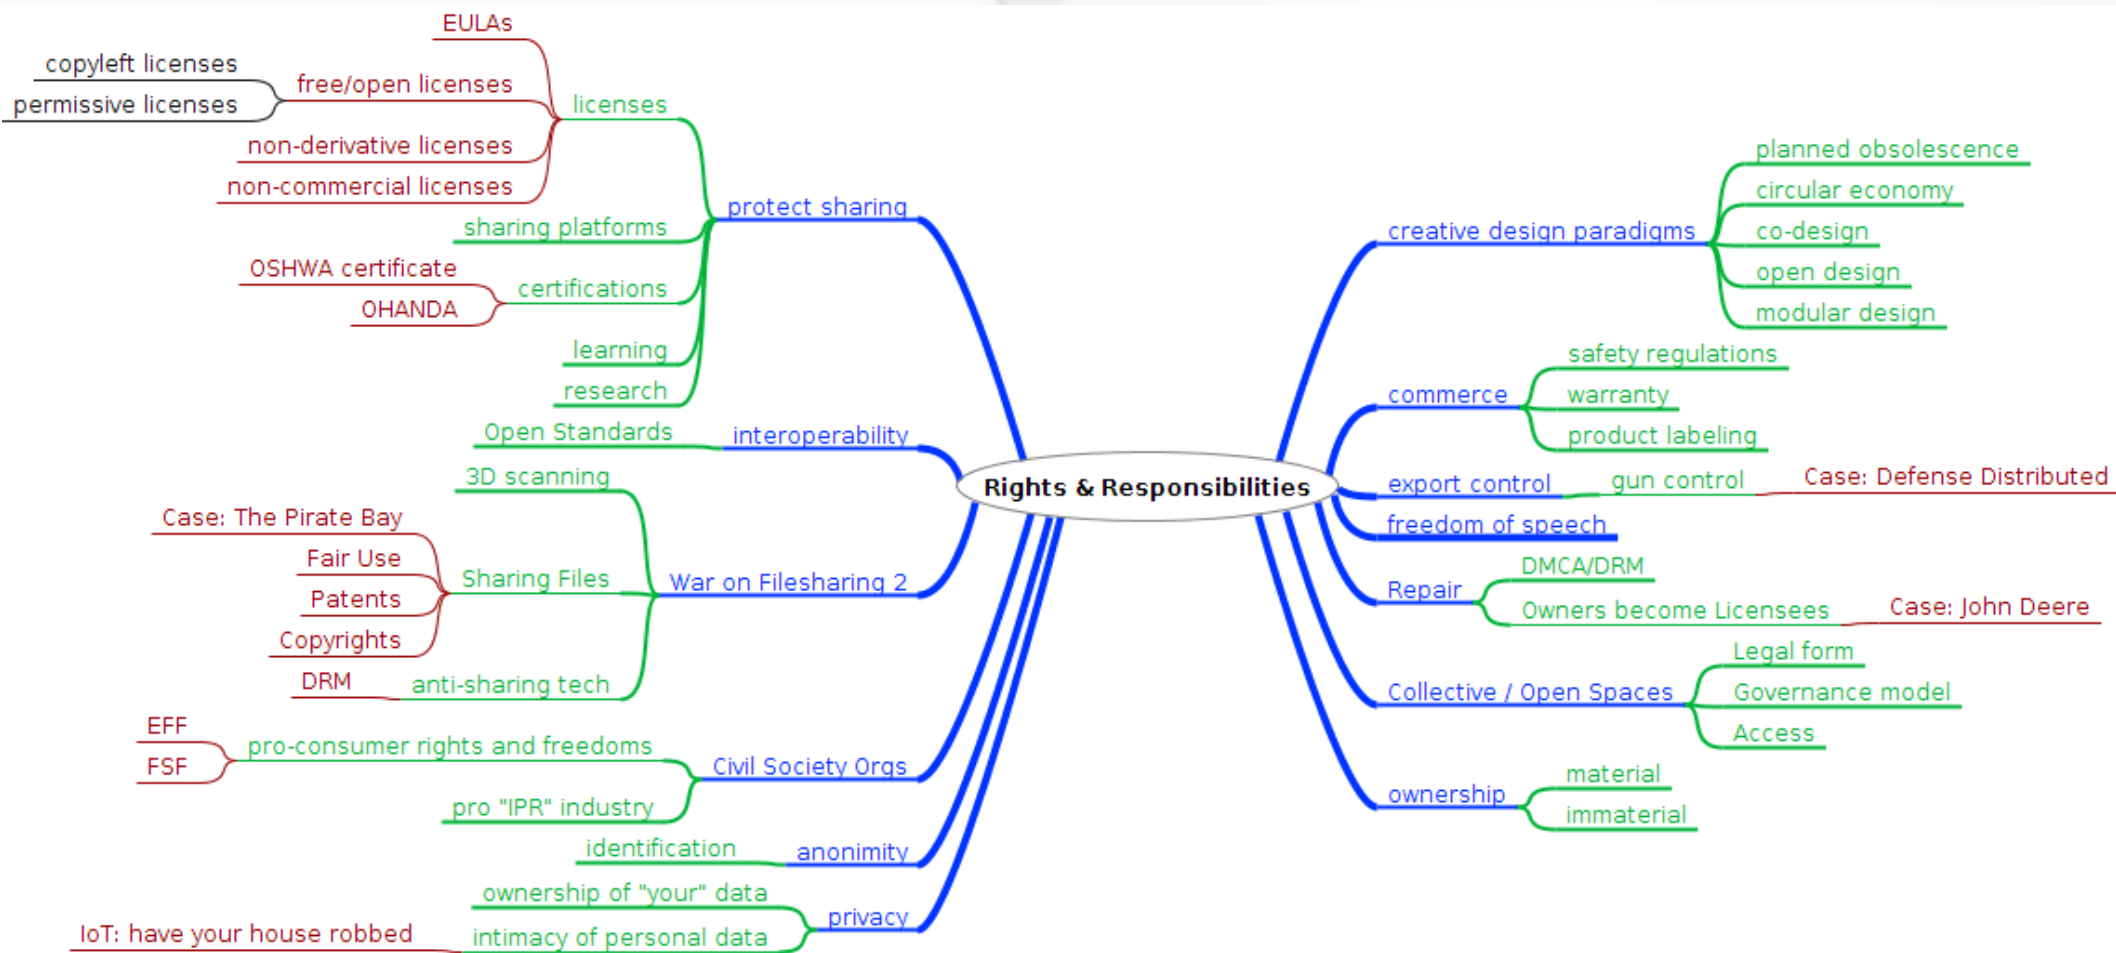 EULAs
copyleft licenses
permissive licenses
free/open licenses
licenses
non-derivative licenses
non-commercial licenses
sharing platforms
protect sharing
OSHWA certificate
OHANDA
certifications
learning
research
Open Standards
interoperability
3D scanning
Case: The Pirate Bay
Fair Use
Patents
Copyrights
Sharing Files
War on Filesharing 2
DRM
anti-sharing tech
EFF
FSF
pro-consumer rights and freedoms
Civil Society Orgs
pro "IPR" industry
identification
anonimity
ownership of "your" data
privacy
IoT: have your house robbed
intimacy of personal data
Rights & Responsibilities
creative design paradigms
planned obsolescence
circular economy
co-design
open design
modular design
commerce
safety regulations
warranty
product labeling
export control
gun control
Case: Defense Distributed
freedom of speech
Repair
DMCA/DRM
Owners become Licensees
Case: John Deere
Collective / Open Spaces
Legal form
Governance model
Access
ownership
material
immaterial